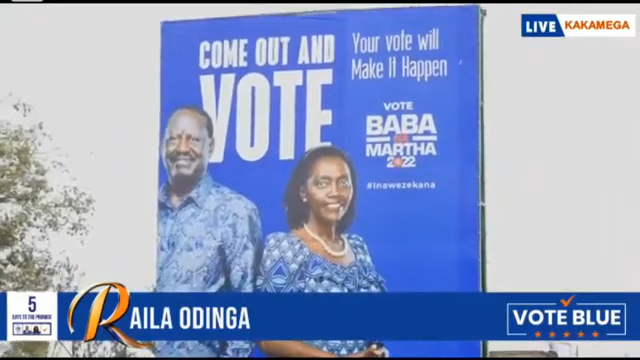 LIVE KAKAMEGA
COME OUT AND
VOTE
Your vote will
Make It Happen
VOTE
BABA
NA
MARTHA
2022
#Inawezekana
5
DAYS TO THE PROMISE
RAILA ODINGA
VOTE BLUE